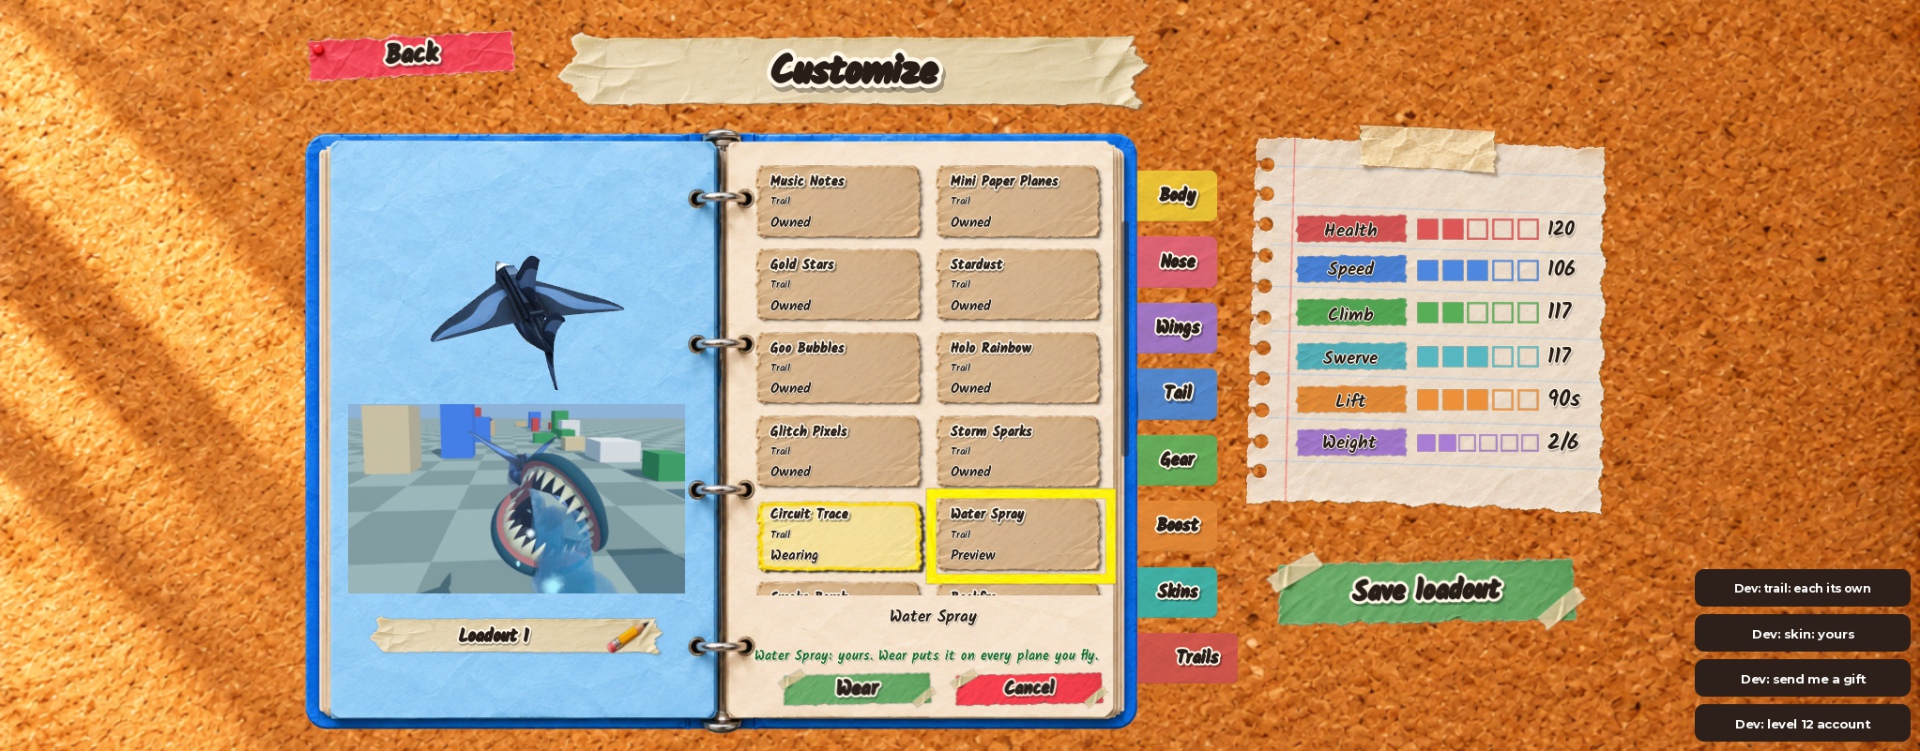 Back
Customize
Music Notes
Trail
Owned
Mini Paper Planes
Trail
Owned
Gold Stars
Trail
Owned
Stardust
Trail
Owned
Goo Bubbles
Trail
Owned
Holo Rainbow
Trail
Owned
Glitch Pixels
Trail
Owned
Storm Sparks
Trail
Owned
Circuit Trace
Trail
Wearing
Water Spray
Trail
Preview
Water Spray
Water Spray: yours. Wear puts it on every plane you fly.
Wear
Cancel
Loadout 1
Body
Nose
Wings
Tail
Gear
Boost
Skins
Trails
Health 120
Speed 106
Climb 117
Swerve 117
Lift 90s
Weight 2/6
Save loadout
Dev: trail: each its own
Dev: skin: yours
Dev: send me a gift
Dev: level 12 account